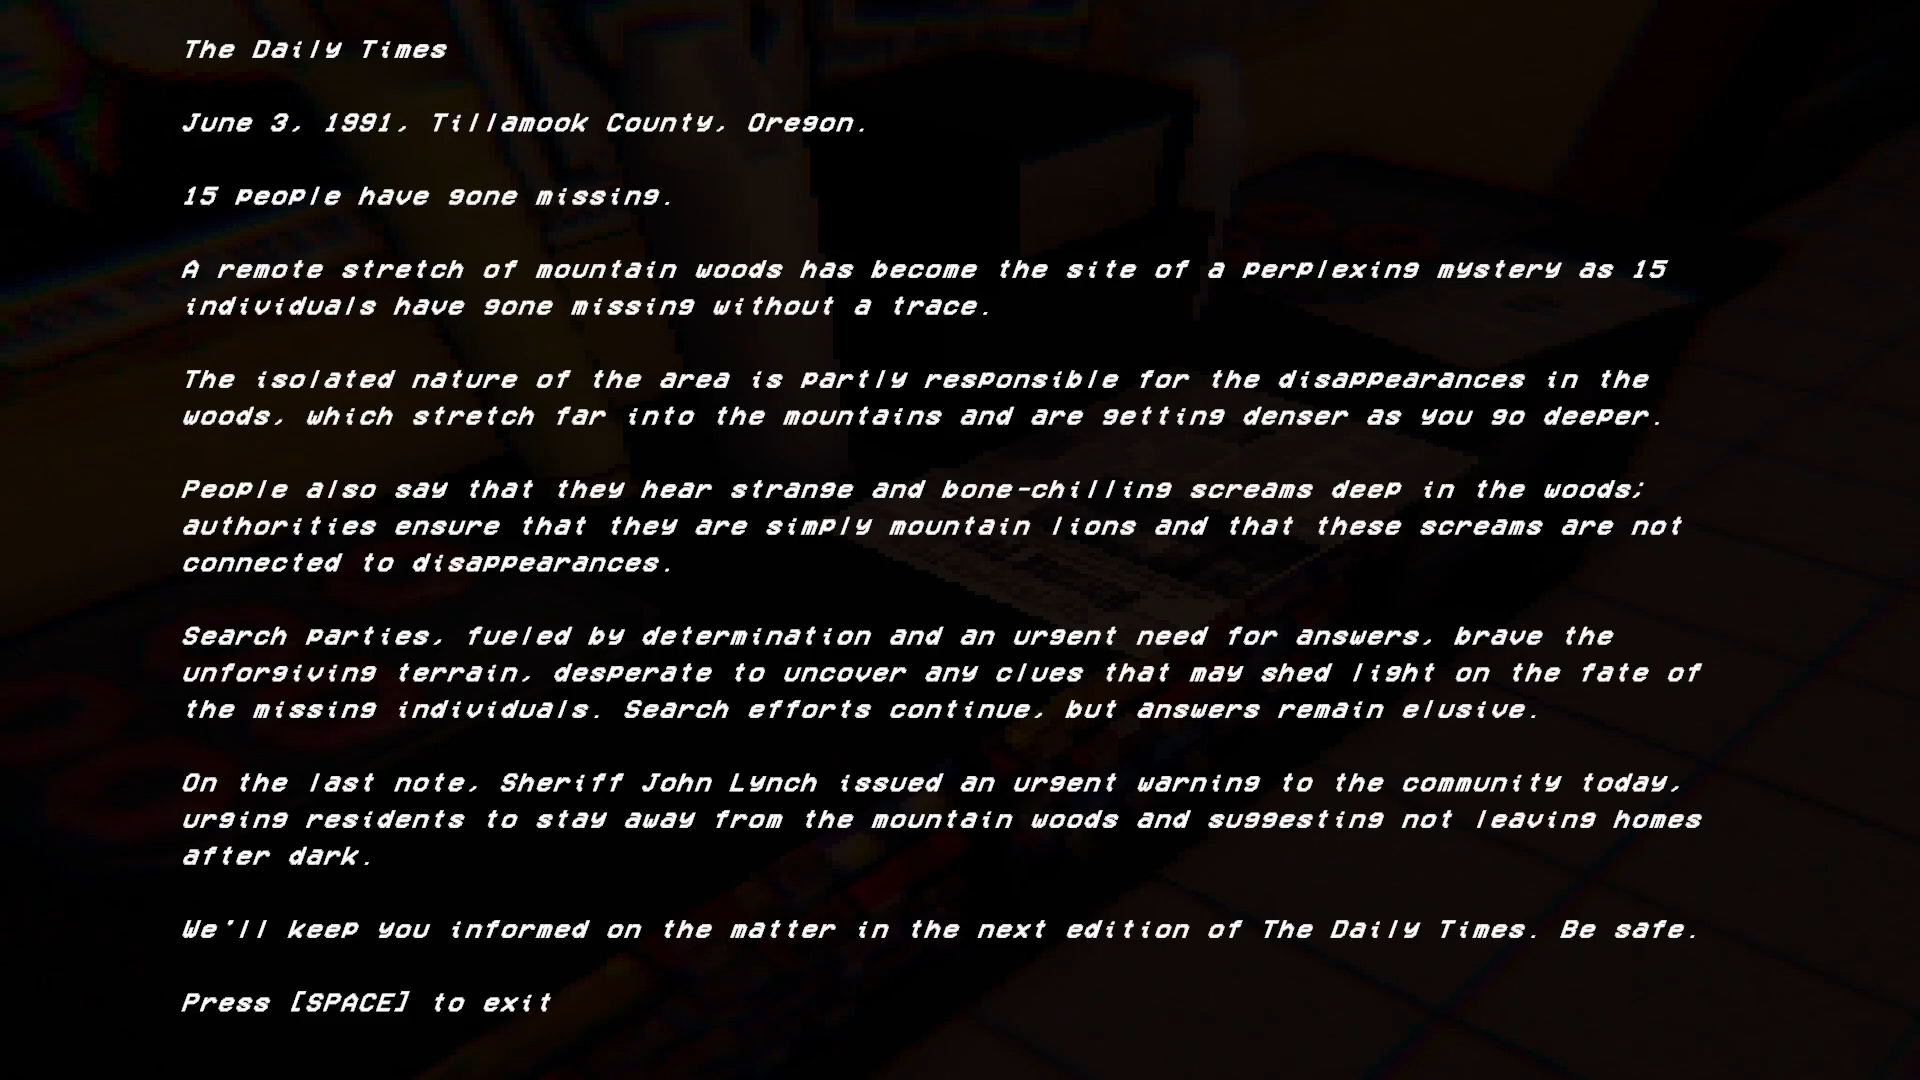 The Daily Times
June 3, 1991, Tillamook County, Oregon.
15 people have gone missing.
A remote stretch of mountain woods has become the site of a perplexing mystery as 15
individuals have gone missing without a trace.
The isolated nature of the area is partly responsible for the disappearances in the
woods, which stretch far into the mountains and are getting denser as you go deeper.
People also say that they hear strange and bone-chilling screams deep in the woods;
authorities ensure that they are simply mountain lions and that these screams are not
connected to disappearances.
Search parties, fueled by determination and an urgent need for answers, brave the
unforgiving terrain, desperate to uncover any clues that may shed light on the fate of
the missing individuals. Search efforts continue, but answers remain elusive.
On the last note, Sheriff John Lynch issued an urgent warning to the community today,
urging residents to stay away from the mountain woods and suggesting not leaving homes
after dark.
We'll keep you informed on the matter in the next edition of The Daily Times. Be safe.
Press [SPACE] to exit